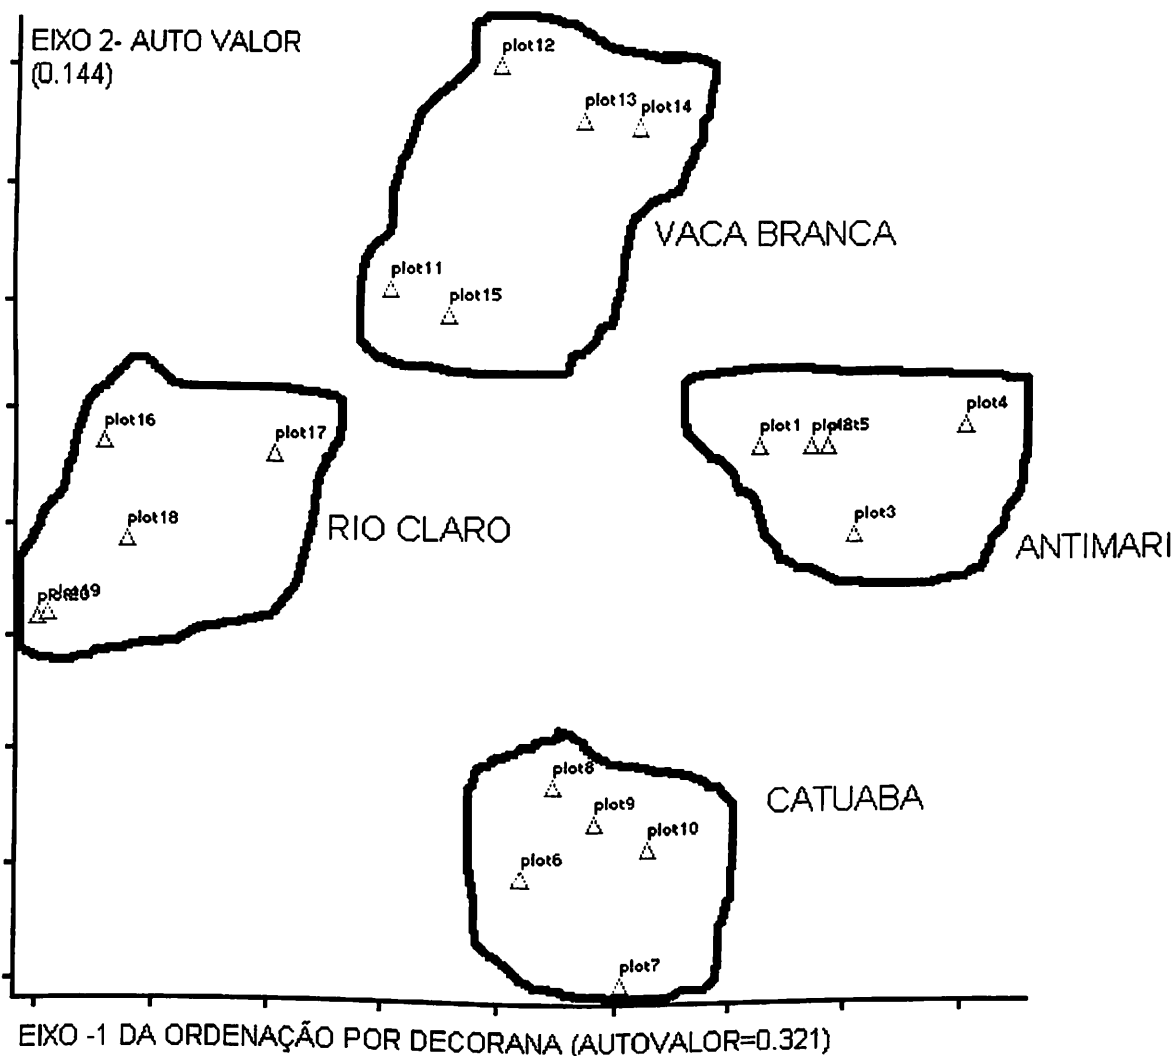 EIXO 2- AUTO VALOR
(0.144)
plot12
plot13
plot14
VACA BRANCA
plot11
plot15
plot16
plot17
plot1
plot4
plot18
RIO CLARO
plot3
ANTIMARI
plot8
plot9
CATUABA
plot10
plot6
plot7
EIXO -1 DA ORDENAÇÃO POR DECORANA (AUTOVALOR=0.321)